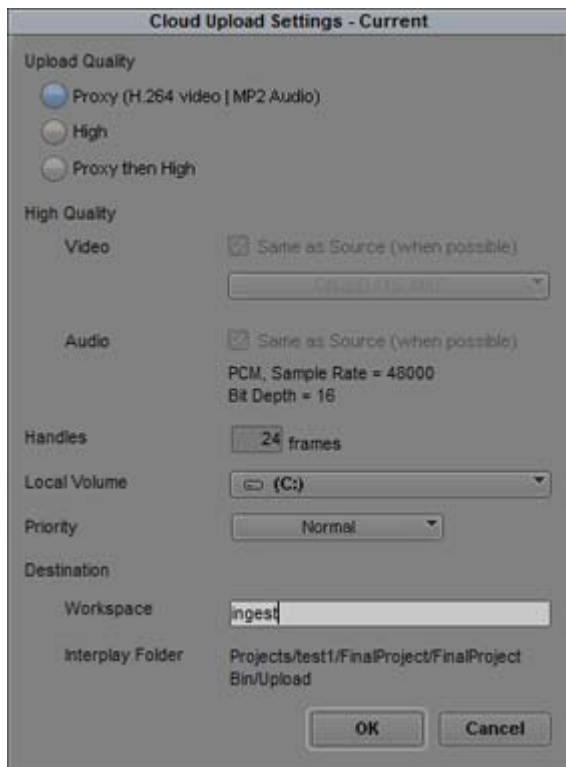 Cloud Upload Settings - Current
Upload Quality
Proxy (H.264 video | MP2 Audio)
High
Proxy then High
High Quality
Video
Same as Source (when possible)
Audio
Same as Source (when possible)
PCM, Sample Rate = 48000
Bit Depth = 16
Handles
24 frames
Local Volume
(C:)
Priority
Normal
Destination
Workspace
ingest
Interplay Folder
Projects/test1/FinalProject/FinalProject
Bin/Upload
OK
Cancel